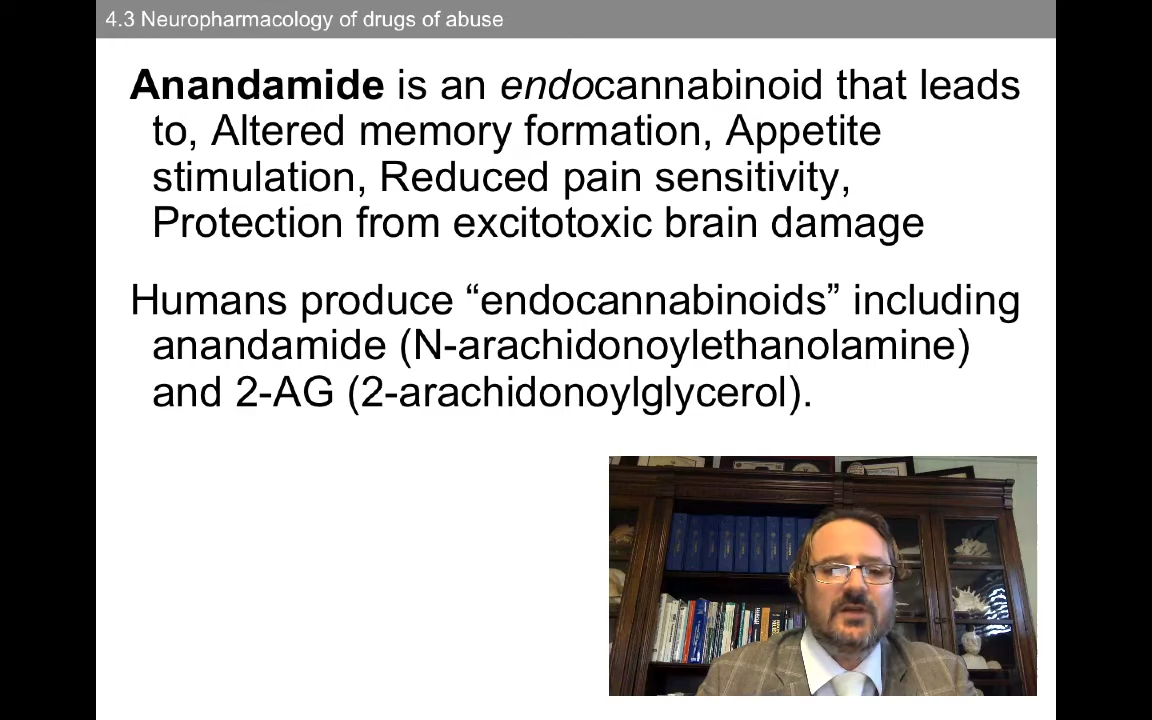 4.3 Neuropharmacology of drugs of abuse
Anandamide is an endocannabinoid that leads
to, Altered memory formation, Appetite
stimulation, Reduced pain sensitivity,
Protection from excitotoxic brain damage
Humans produce “endocannabinoids” including
anandamide (N-arachidonoylethanolamine)
and 2-AG (2-arachidonoylglycerol).